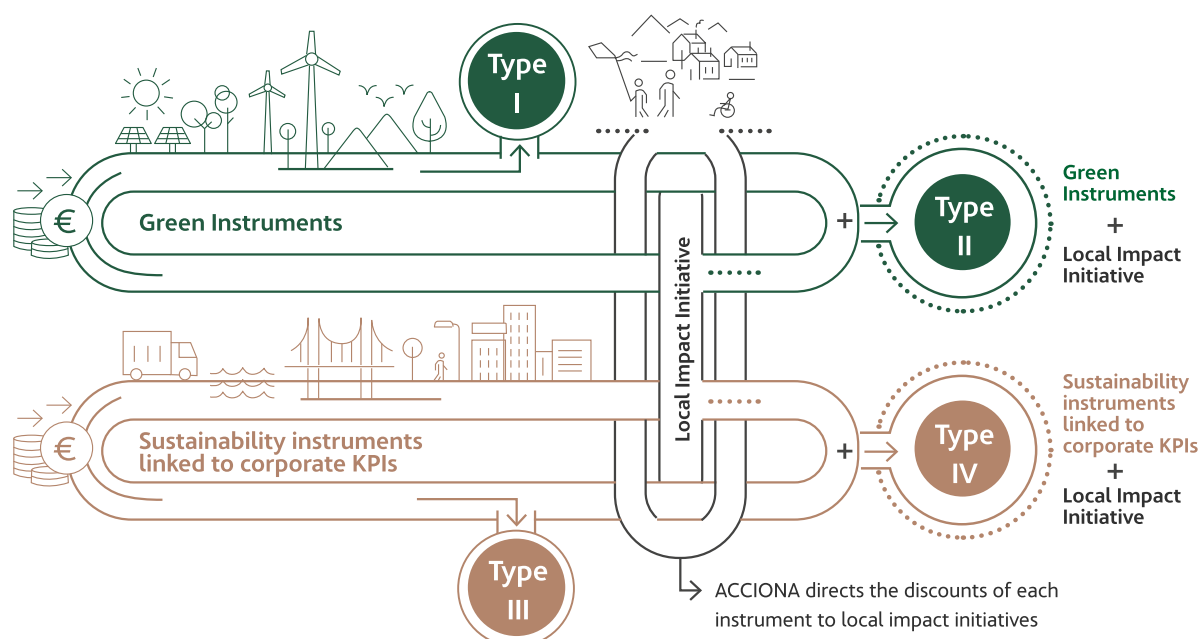 Type
I
€
Green Instruments
Local Impact Initiative
+
Type
II
Green
Instruments
+
Local Impact
Initiative
€
Sustainability instruments
linked to corporate KPIs
+
Type
IV
Sustainability
instruments
linked to
corporate KPIs
+
Local Impact
Initiative
Type
III
ACCIONA directs the discounts of each
instrument to local impact initiatives